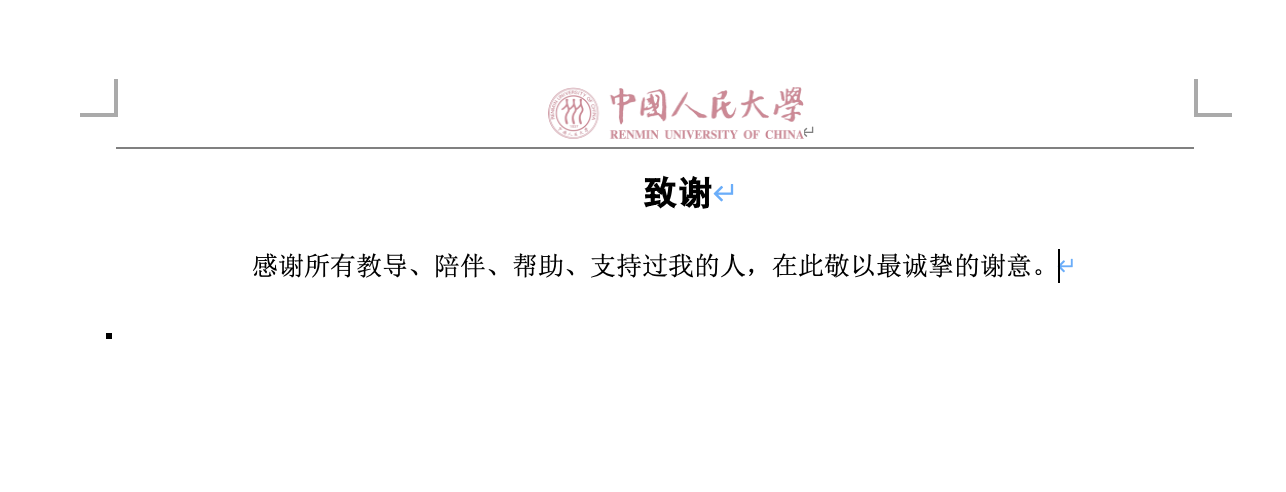 中國人民大學
RENMIN UNIVERSITY OF CHINA
致谢
感谢所有教导、陪伴、帮助、支持过我的人，在此敬以最诚挚的谢意。